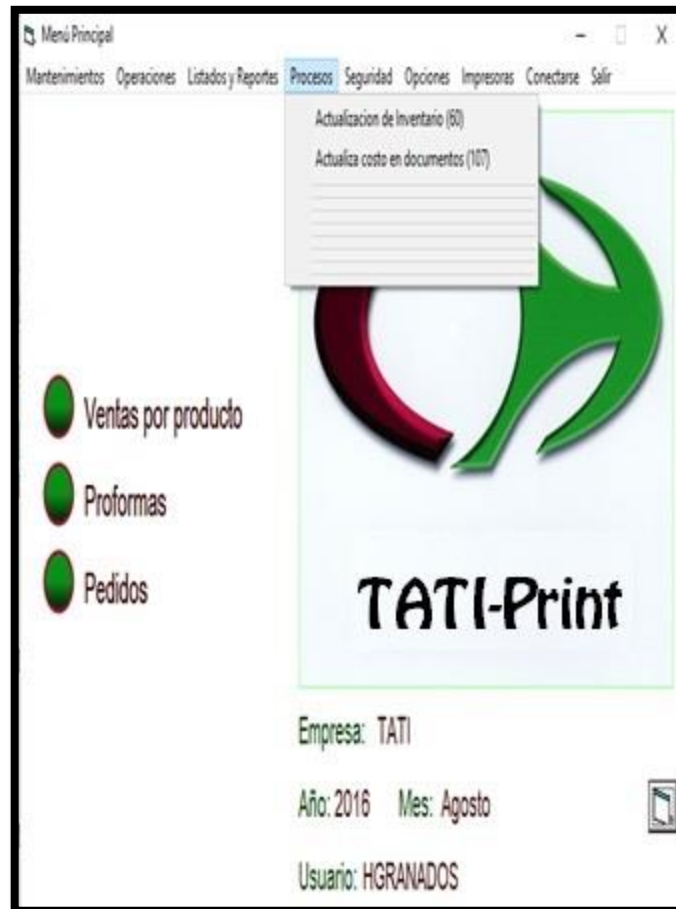 Menú Principal
Mantenimientos Operaciones Listados y Reportes Procesos Seguridad Opciones Impresoras Conectarse Salir
Actualizacion de Inventario (60)
Actualiza costo en documentos (107)
Ventas por producto
Proformas
Pedidos
TATI-Print
Empresa: TATI
Año: 2016 Mes: Agosto
Usuario: HGRANADOS